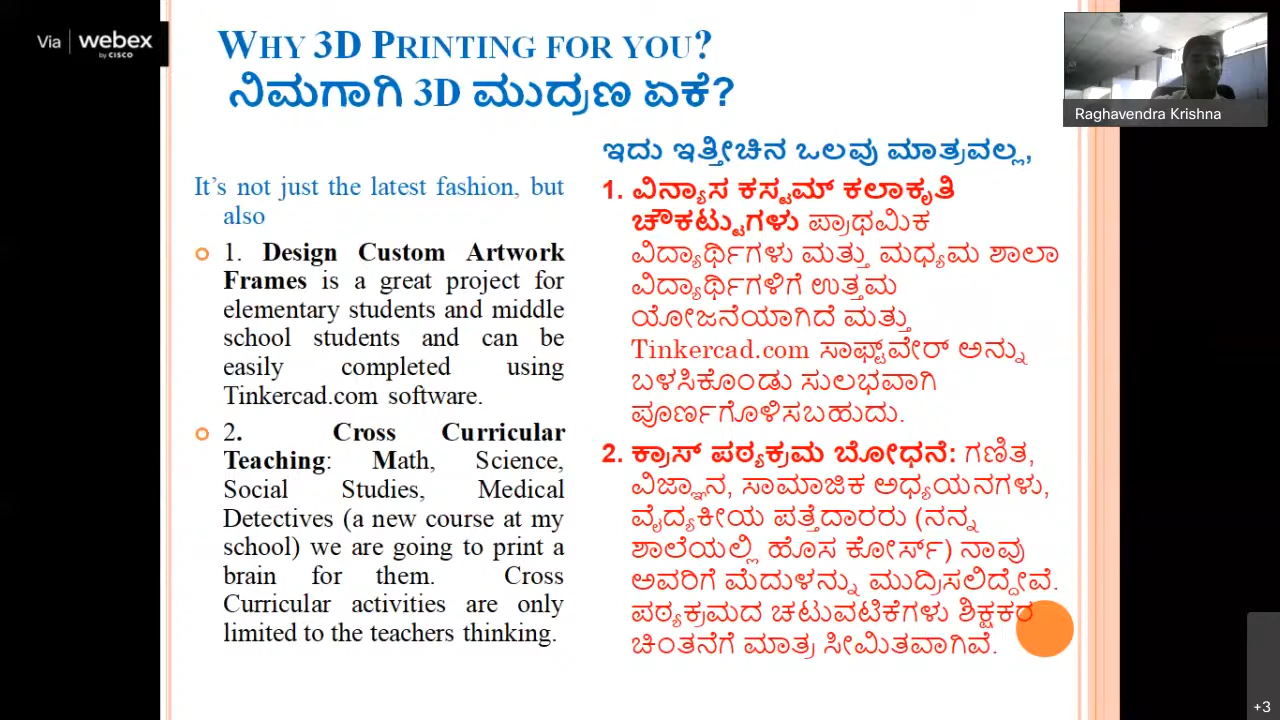 Via webex
by CISCO
WHY 3D PRINTING FOR YOU?
ನಿಮಗಾಗಿ 3D ಮುದ್ರಣ ಏಕೆ?
Raghavendra Krishna
It's not just the latest fashion, but
also
1. Design Custom Artwork
Frames is a great project for
elementary students and middle
school students and can be
easily completed using
Tinkercad.com software.
2. Cross Curricular
Teaching: Math, Science,
Social Studies, Medical
Detectives (a new course at my
school) we are going to print a
brain for them. Cross
Curricular activities are only
limited to the teachers thinking.
ಇದು ಇತ್ತೀಚಿನ ಒಲವು ಮಾತ್ರವಲ್ಲ,
1. ವಿನ್ಯಾಸ ಕಸ್ಟಮ್ ಕಲಾಕೃತಿ
ಚೌಕಟ್ಟುಗಳು ಪ್ರಾಥಮಿಕ
ವಿದ್ಯಾರ್ಥಿಗಳು ಮತ್ತು ಮಧ್ಯಮ ಶಾಲಾ
ವಿದ್ಯಾರ್ಥಿಗಳಿಗೆ ಉತ್ತಮ
ಯೋಜನೆಯಾಗಿದೆ ಮತ್ತು
Tinkercad.com ಸಾಫ್ಟ್‌ವೇರ್ ಅನ್ನು
ಬಳಸಿಕೊಂಡು ಸುಲಭವಾಗಿ
ಪೂರ್ಣಗೊಳಿಸಬಹುದು.
2. ಕ್ರಾಸ್ ಪಠ್ಯಕ್ರಮ ಬೋಧನೆ: ಗಣಿತ,
ವಿಜ್ಞಾನ, ಸಾಮಾಜಿಕ ಅಧ್ಯಯನಗಳು,
ವೈದ್ಯಕೀಯ ಪತ್ತೆದಾರರು (ನನ್ನ
ಶಾಲೆಯಲ್ಲಿ ಹೊಸ ಕೋರ್ಸ್) ನಾವು
ಅವರಿಗೆ ಮೆದುಳನ್ನು ಮುದ್ರಿಸಲಿದ್ದೇವೆ.
ಪಠ್ಯಕ್ರಮದ ಚಟುವಟಿಕೆಗಳು ಶಿಕ್ಷಕರ
ಚಿಂತನೆಗೆ ಮಾತ್ರ ಸೀಮಿತವಾಗಿವೆ.
+3